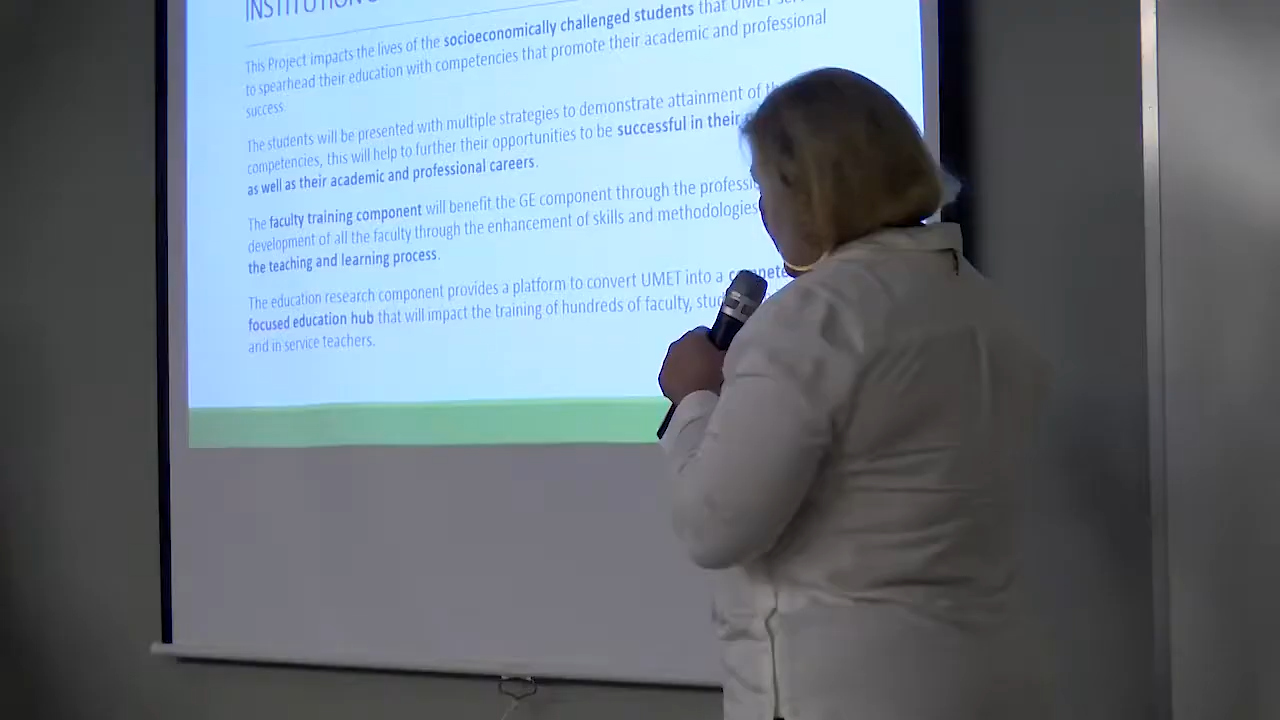 This Project impacts the lives of the socioeconomically challenged students that UMET
to spearhead their education with competencies that promote their academic and professional
success.
The students will be presented with multiple strategies to demonstrate attainment of
competencies, this will help to further their opportunities to be successful in their
as well as their academic and professional careers.
The faculty training component will benefit the GE component through the
development of all the faculty through the enhancement of skills and methodologies
the teaching and learning process.
The education research component provides a platform to convert UMET into a
focused education hub that will impact the training of hundreds of faculty,
and in service teachers.